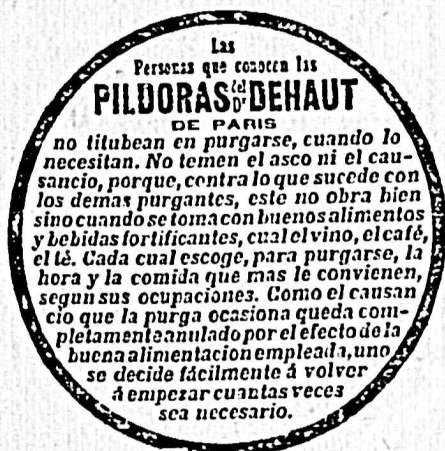 Las
Personas que conocen las
PILDORAS del Dr DEHAUT
DE PARIS
no titubean en purgarse, cuando lo
necesitan. No temen el asco ni el cau-
sancio, porque, contra lo que sucede con
los demas purgantes, este no obra bien
sino cuando se toma con buenos alimentos
y bebidas fortificantes, cual el vino, el café,
el té. Cada cual escoge, para purgarse, la
hora y la comida que mas le convienen,
segun sus ocupaciones. Como el causan
cio que la purga ocasiona queda com-
pletamente anulado por el efecto de la
buena alimentacion empleada, uno
se decide fácilmente á volver
á empezar cuantas veces
sea necesario.